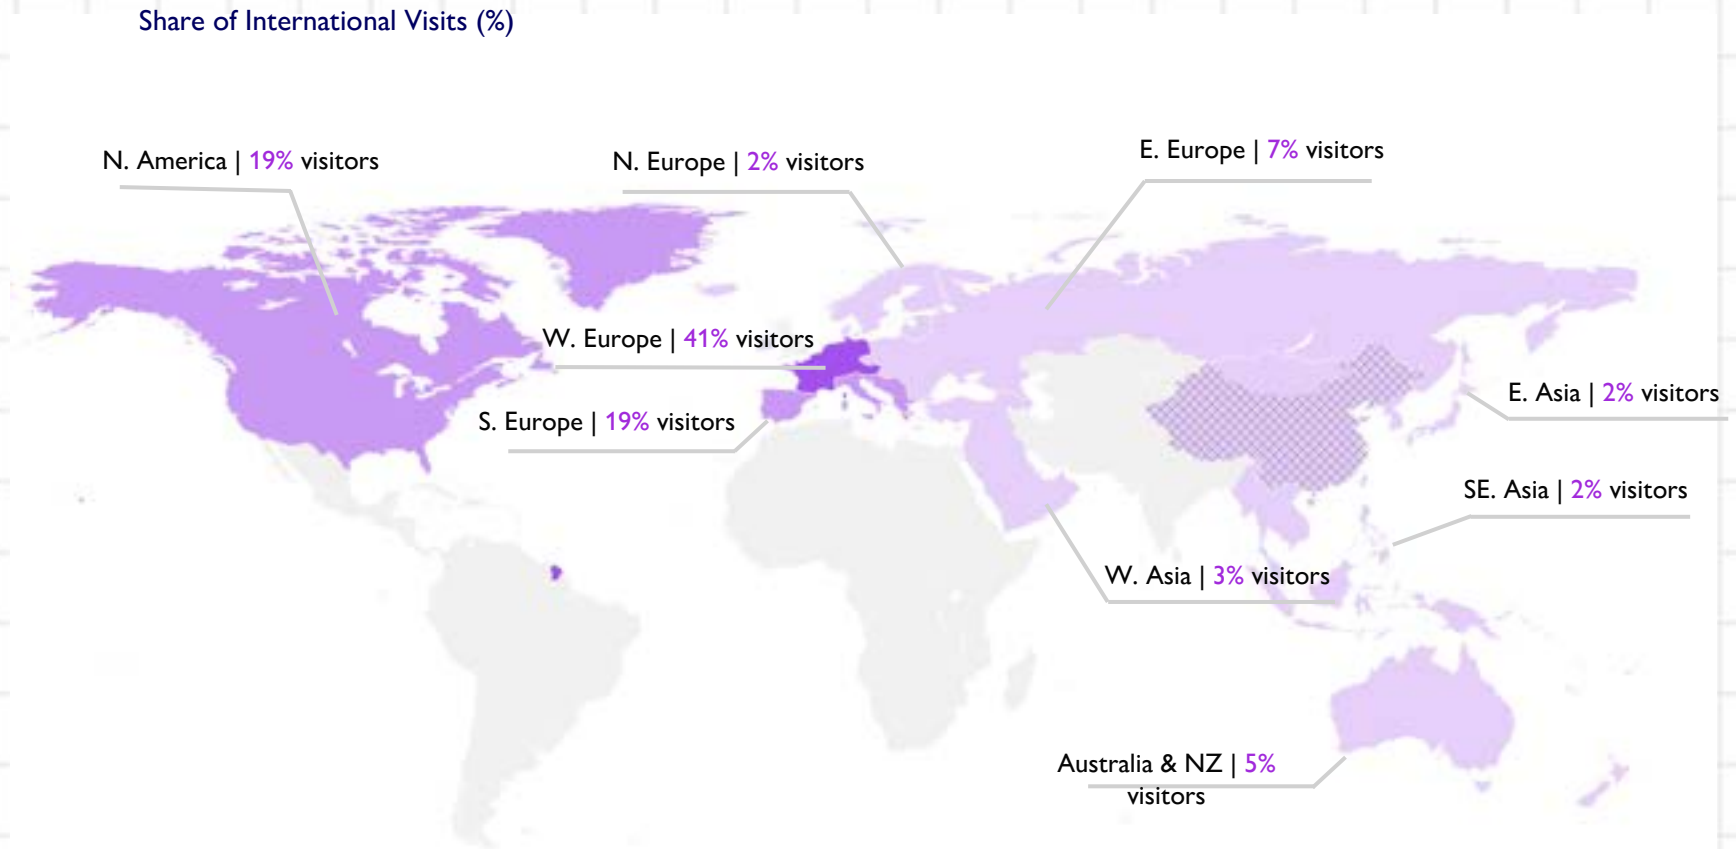 Share of International Visits (%)
N. America | 19% visitors
N. Europe | 2% visitors
E. Europe | 7% visitors
W. Europe | 41% visitors
S. Europe | 19% visitors
E. Asia | 2% visitors
SE. Asia | 2% visitors
W. Asia | 3% visitors
Australia & NZ | 5%
visitors